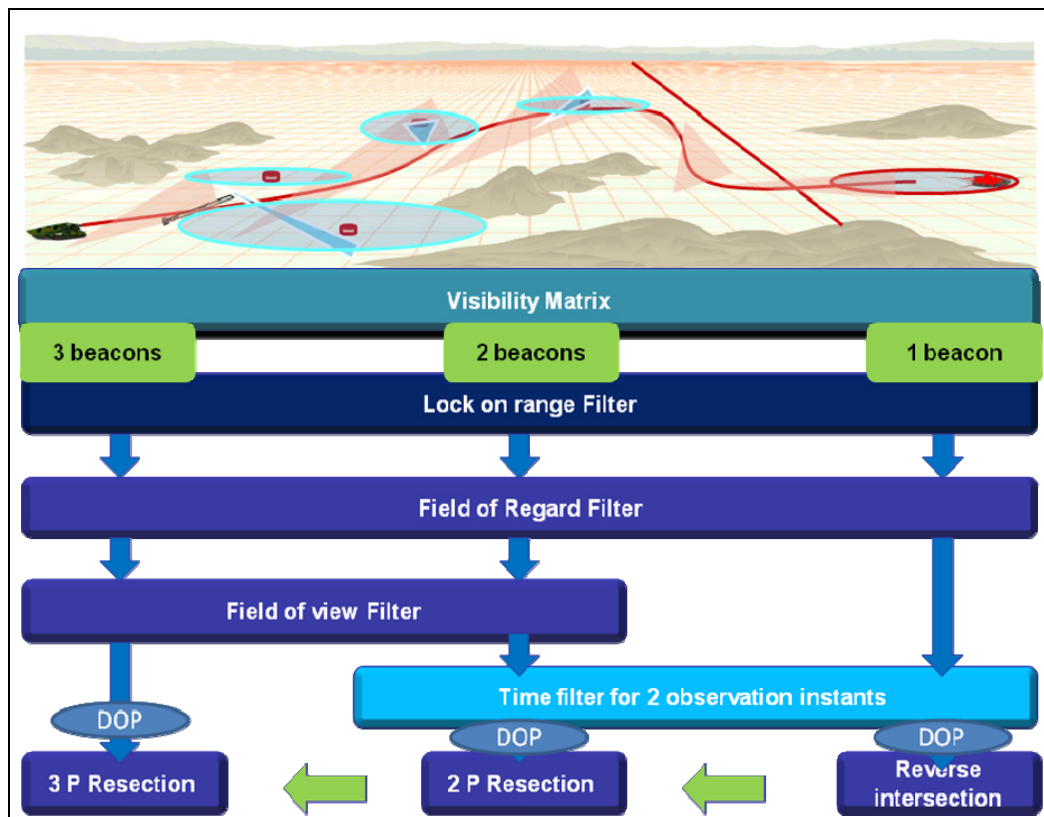 Visibility Matrix
3 beacons
2 beacons
1 beacon
Lock on range Filter
Field of Regard Filter
Field of view Filter
Time filter for 2 observation instants
DOP
DOP
DOP
3 P Resection
2 P Resection
Reverse
intersection